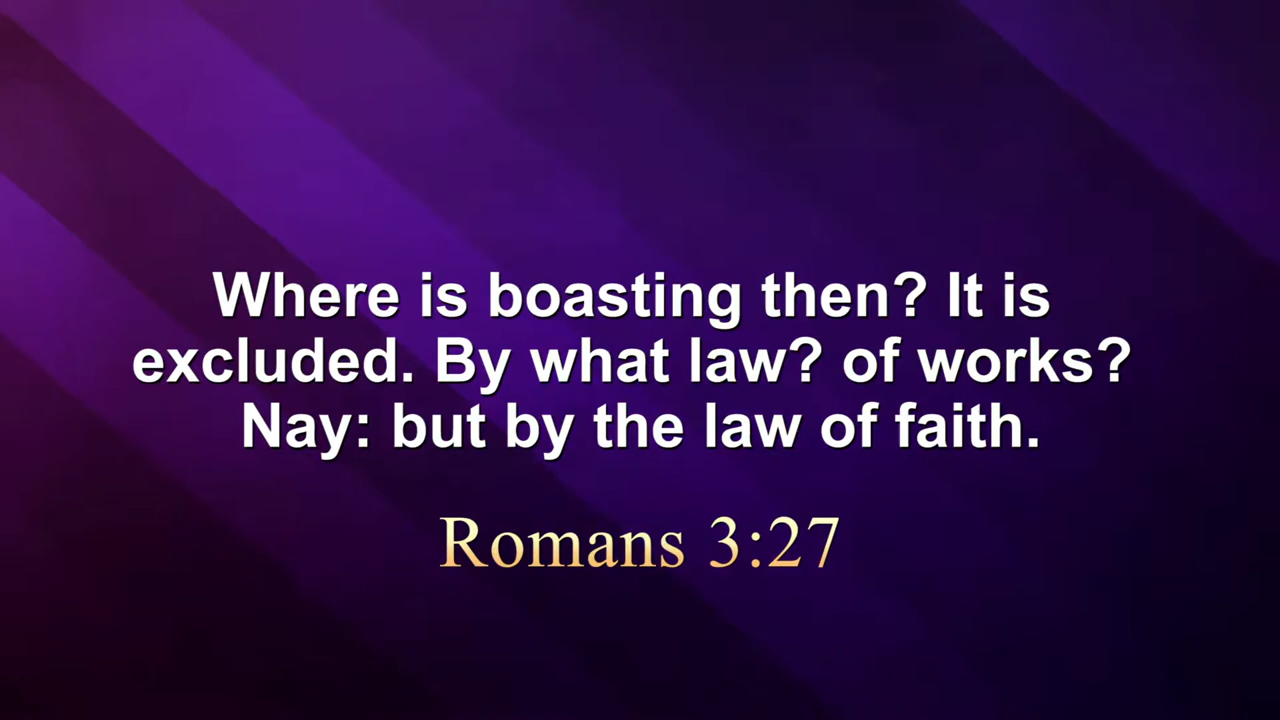 Where is boasting then? It is
excluded. By what law? of works?
Nay: but by the law of faith.
Romans 3:27